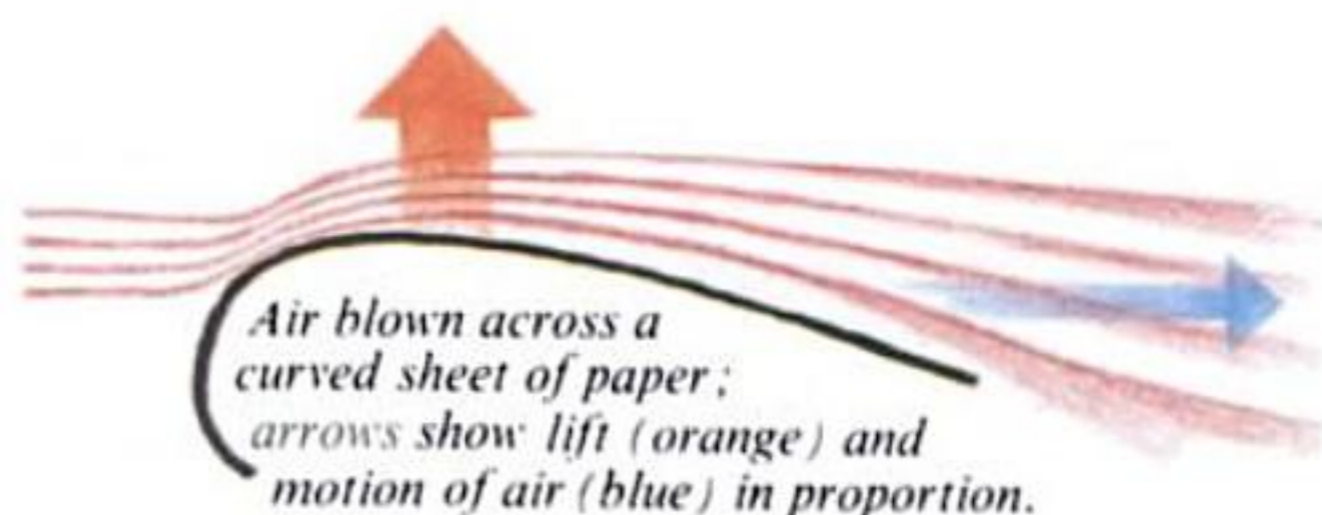 Air blown across a
curved sheet of paper;
arrows show lift (orange) and
motion of air (blue) in proportion.